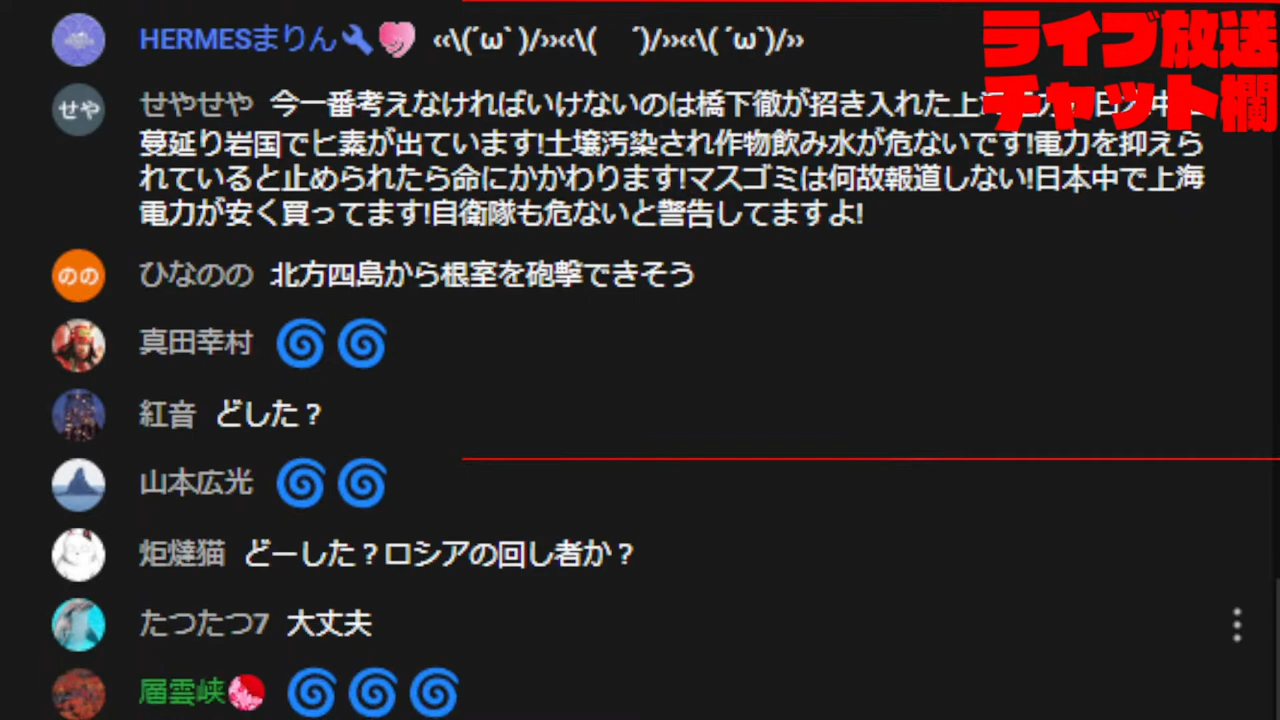 HERMESまりん ‹‹\(´ω` )/››‹‹\( ´)/››‹‹\( ´ω`)/››
ライブ放送
チャット欄
せや せやせや 今一番考えなければいけないのは橋下徹が招き入れた上海
蔓延り岩国でヒ素が出ています!土壌汚染され作物飲み水が危ないです!電力を抑えら
れていると止められたら命にかかわります!マスゴミは何故報道しない!日本中で上海
電力が安く買ってます!自衛隊も危ないと警告してますよ!
のの ひなのの 北方四島から根室を砲撃できそう
真田幸村 🌀🌀
紅音 どした？
山本広光 🌀🌀
炬燵猫 どーした？ロシアの回し者か？
たつたつ7 大丈夫
層雲峡 🌀🌀🌀